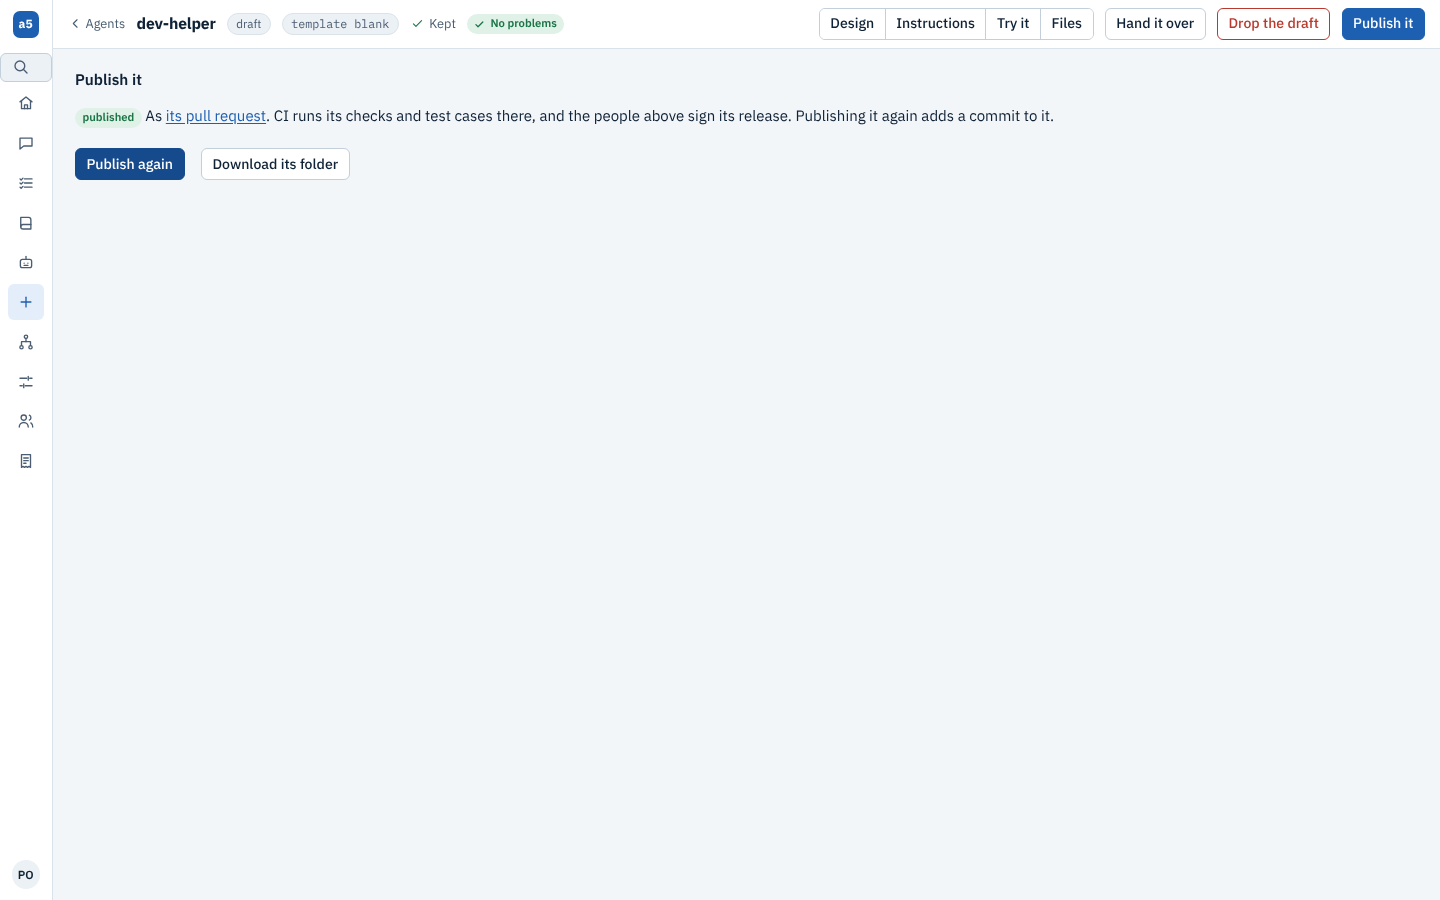 a5
Agents dev-helper draft template blank Kept No problems Design Instructions Try it Files Hand it over Drop the draft Publish it
Publish it
published As its pull request. CI runs its checks and test cases there, and the people above sign its release. Publishing it again adds a commit to it.
Publish again Download its folder
PO